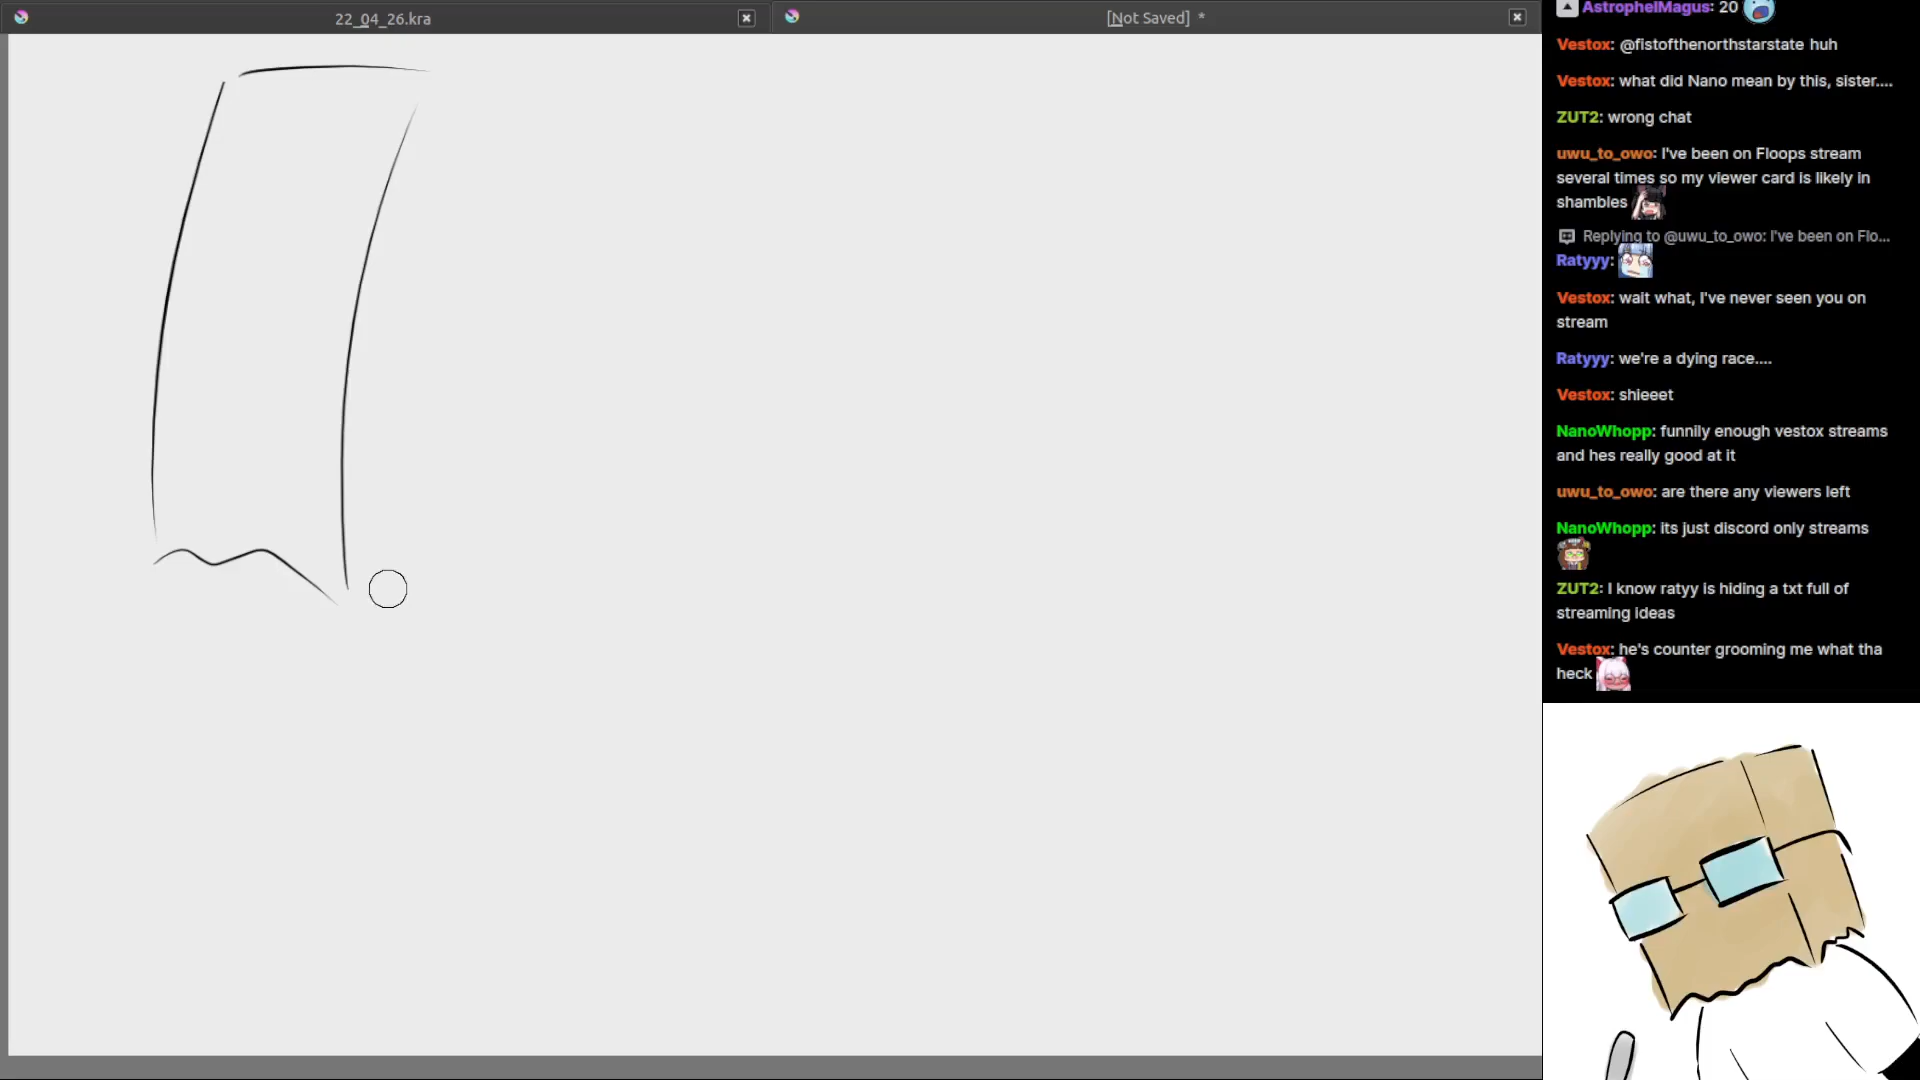 22_04_26.kra
[Not Saved] *
AstrophelMagus: 20
Vestox: @fistofthenorthstarstate huh
Vestox: what did Nano mean by this, sister....
ZUT2: wrong chat
uwu_to_owo: I've been on Floops stream
several times so my viewer card is likely in
shambles
Replying to @uwu_to_owo: I've been on Flo...
Ratyyy:
Vestox: wait what, I've never seen you on
stream
Ratyyy: we're a dying race....
Vestox: shleeet
NanoWhopp: funnily enough vestox streams
and hes really good at it
uwu_to_owo: are there any viewers left
NanoWhopp: its just discord only streams
ZUT2: I know ratyy is hiding a txt full of
streaming ideas
Vestox: he's counter grooming me what tha
heck